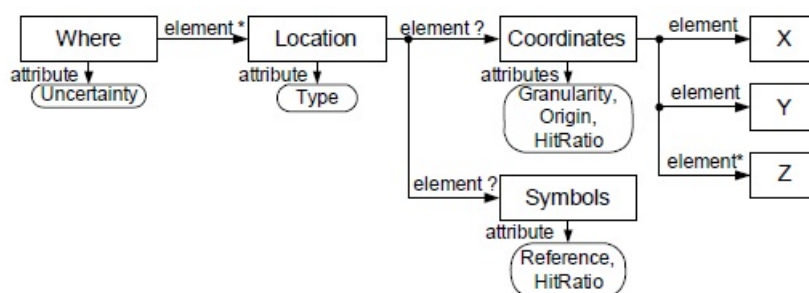 Where
element *
Location
element ?
Coordinates
element
X
attribute
Uncertainty
attribute
Type
attributes
Granularity,
Origin,
HitRatio
element
Y
element*
Z
element ?
Symbols
attribute
Reference,
HitRatio